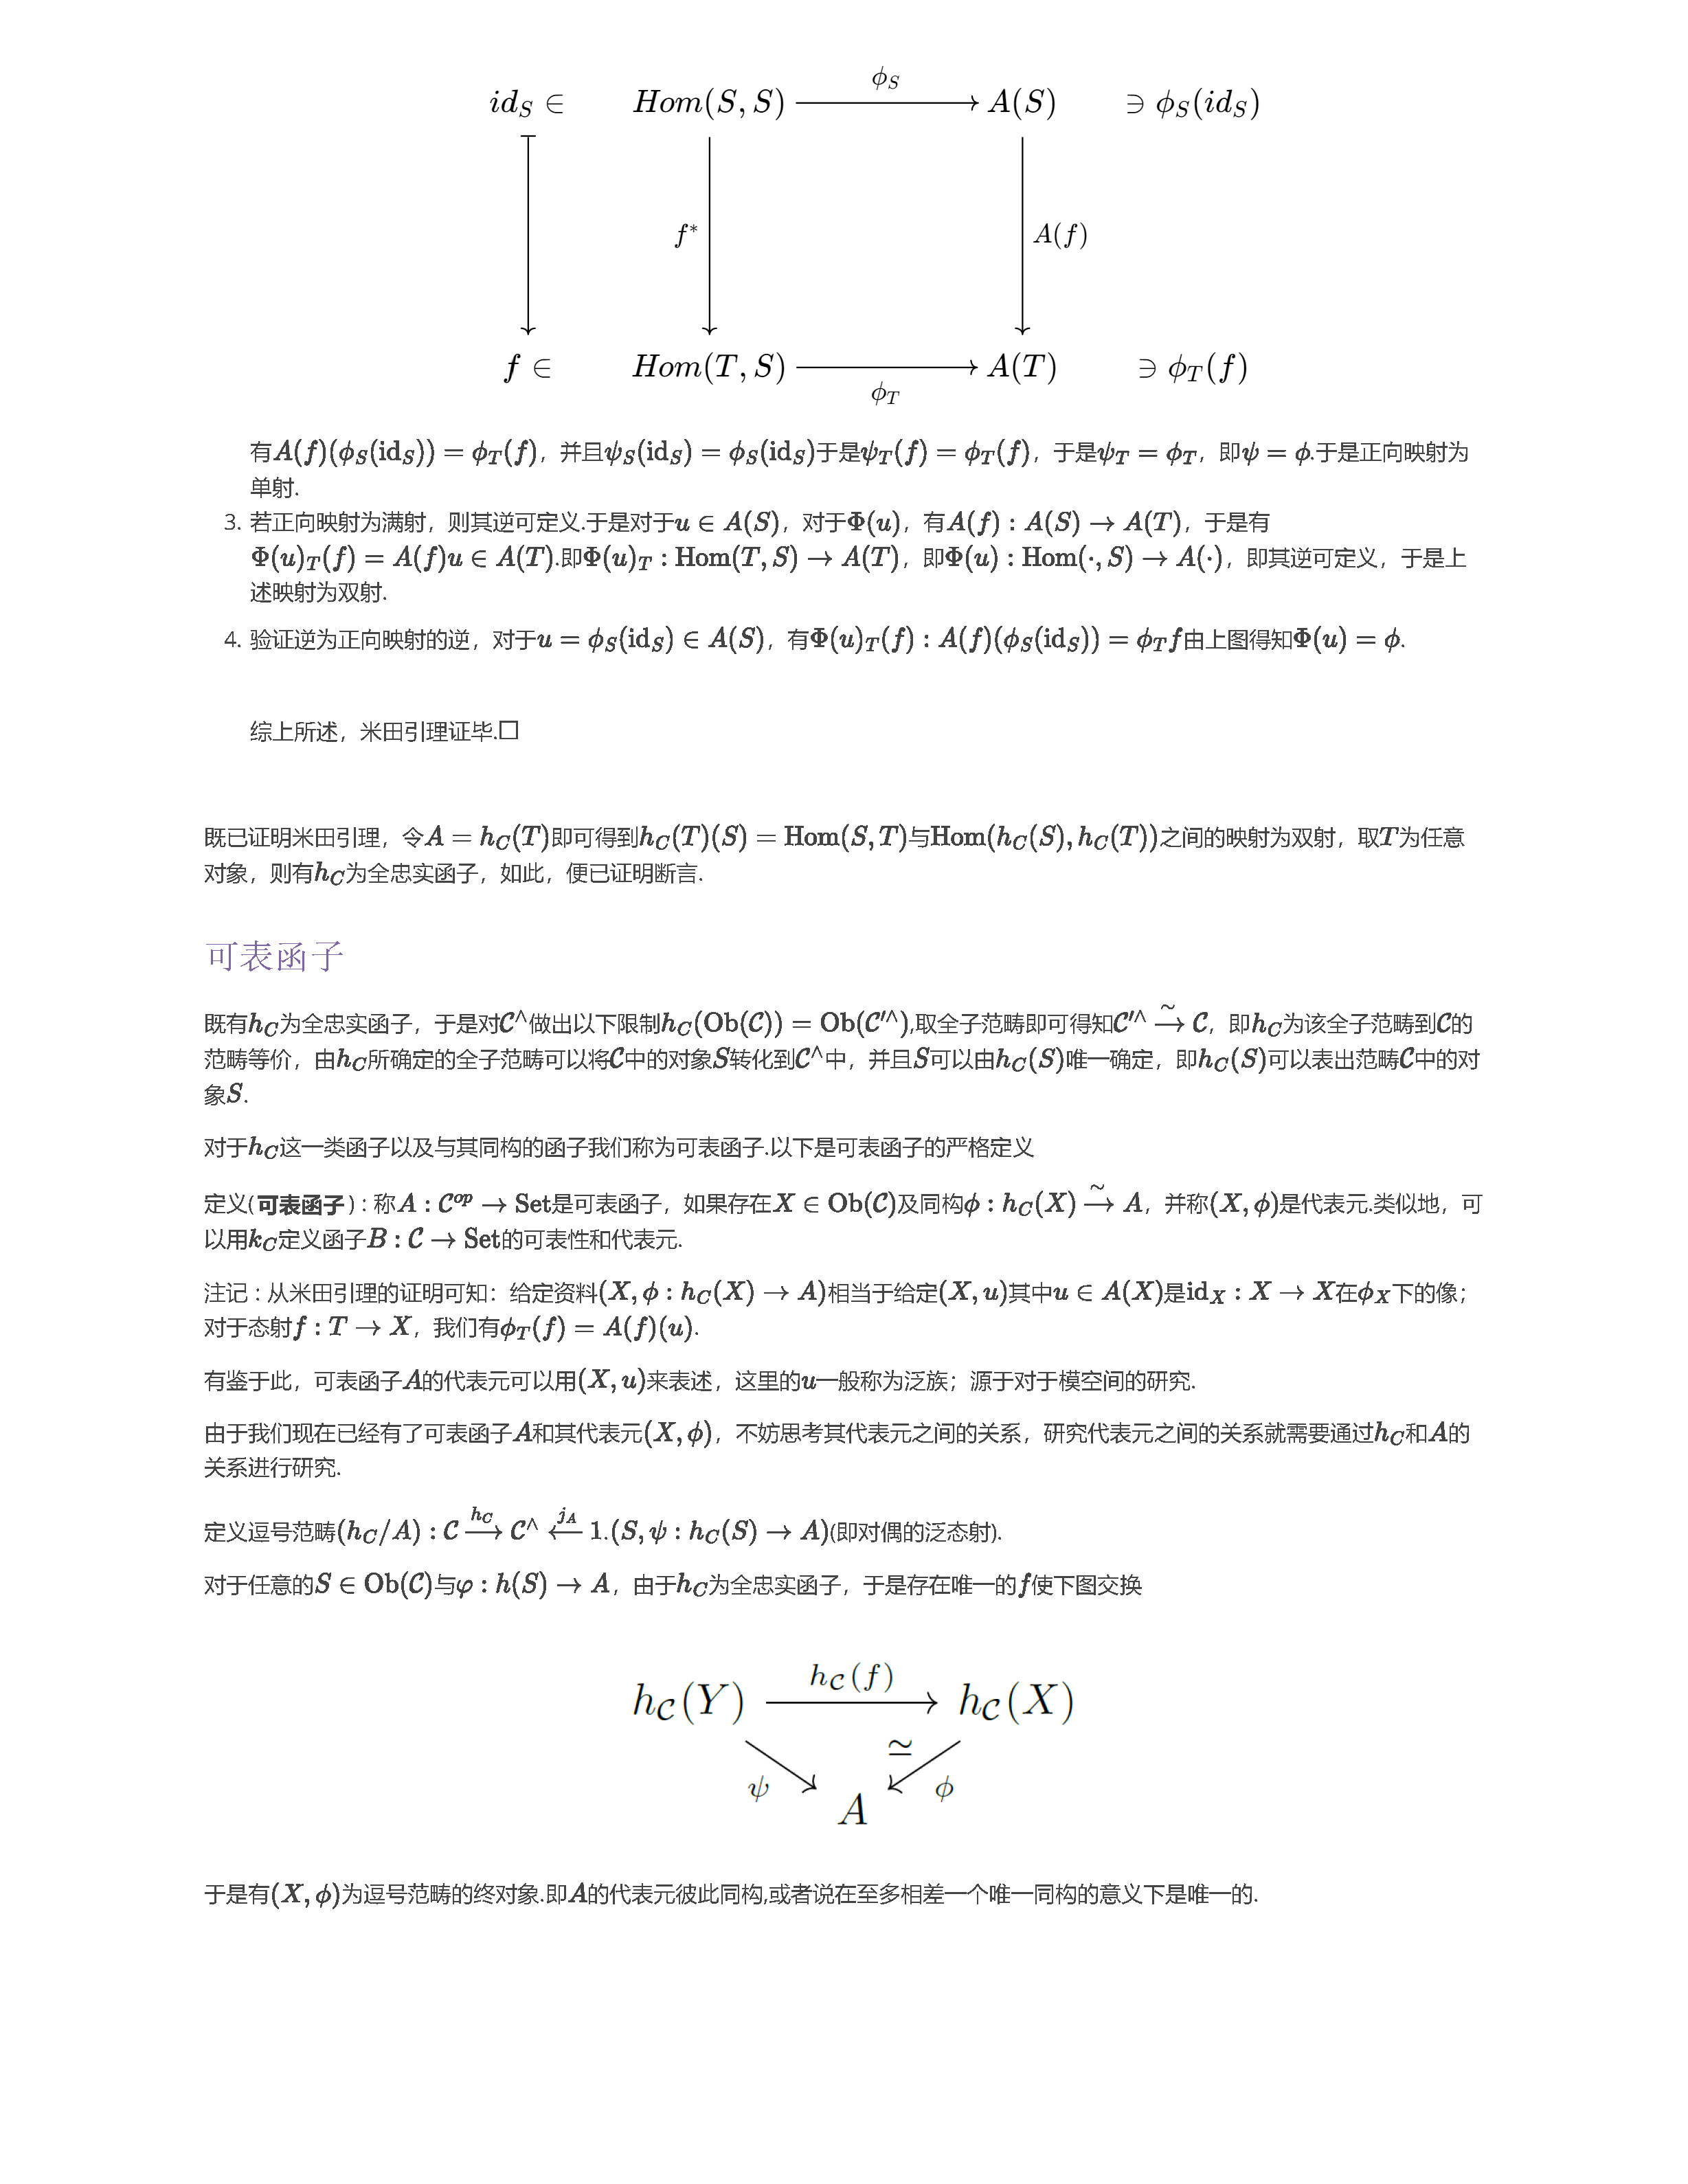 $\phi_S$
$id_S \in$ $Hom(S, S)$ $A(S)$ $\ni \phi_S(id_S)$
$f^*$ $A(f)$
$f \in$ $Hom(T, S)$ $A(T)$ $\ni \phi_T(f)$
$\phi_T$
有$A(f)(\phi_S(\mathrm{id}_S)) = \phi_T(f)$，并且$\psi_S(\mathrm{id}_S) = \phi_S(\mathrm{id}_S)$于是$\psi_T(f) = \phi_T(f)$，于是$\psi_T = \phi_T$，即$\psi = \phi$.于是正向映射为
单射.
3. 若正向映射为满射，则其逆可定义.于是对于$u \in A(S)$，对于$\Phi(u)$，有$A(f) : A(S) \to A(T)$，于是有
$\Phi(u)_T(f) = A(f)u \in A(T)$.即$\Phi(u)_T : \mathrm{Hom}(T, S) \to A(T)$，即$\Phi(u) : \mathrm{Hom}(\cdot, S) \to A(\cdot)$，即其逆可定义，于是上
述映射为双射.
4. 验证逆为正向映射的逆，对于$u = \phi_S(\mathrm{id}_S) \in A(S)$，有$\Phi(u)_T(f) : A(f)(\phi_S(\mathrm{id}_S)) = \phi_T f$由上图得知$\Phi(u) = \phi$.
综上所述，米田引理证毕.□
既已证明米田引理，令$A = h_C(T)$即可得到$h_C(T)(S) = \mathrm{Hom}(S, T)$与$\mathrm{Hom}(h_C(S), h_C(T))$之间的映射为双射，取$T$为任意
对象，则有$h_C$为全忠实函子，如此，便已证明断言.
可表函子
既有$h_C$为全忠实函子，于是对$\mathcal{C}^\wedge$做出以下限制$h_C(\mathrm{Ob}(\mathcal{C})) = \mathrm{Ob}(\mathcal{C}'^\wedge)$,取全子范畴即可得知$\mathcal{C}'^\wedge \xrightarrow{\sim} \mathcal{C}$，即$h_C$为该全子范畴到$\mathcal{C}$的
范畴等价，由$h_C$所确定的全子范畴可以将$\mathcal{C}$中的对象$S$转化到$\mathcal{C}^\wedge$中，并且$S$可以由$h_C(S)$唯一确定，即$h_C(S)$可以表出范畴$\mathcal{C}$中的对
象$S$.
对于$h_C$这一类函子以及与其同构的函子我们称为可表函子.以下是可表函子的严格定义
定义(可表函子)：称$A : \mathcal{C}^{op} \to \mathrm{Set}$是可表函子，如果存在$X \in \mathrm{Ob}(\mathcal{C})$及同构$\phi : h_C(X) \xrightarrow{\sim} A$，并称$(X, \phi)$是代表元.类似地，可
以用$k_C$定义函子$B : \mathcal{C} \to \mathrm{Set}$的可表性和代表元.
注记：从米田引理的证明可知：给定资料$(X, \phi : h_C(X) \to A)$相当于给定$(X, u)$其中$u \in A(X)$是$\mathrm{id}_X : X \to X$在$\phi_X$下的像；
对于态射$f : T \to X$，我们有$\phi_T(f) = A(f)(u)$.
有鉴于此，可表函子$A$的代表元可以用$(X, u)$来表述，这里的$u$一般称为泛族；源于对于模空间的研究.
由于我们现在已经有了可表函子$A$和其代表元$(X, \phi)$，不妨思考其代表元之间的关系，研究代表元之间的关系就需要通过$h_C$和$A$的
关系进行研究.
定义逗号范畴$(h_C/A) : \mathcal{C} \xrightarrow{h_C} \mathcal{C}^\wedge \xleftarrow{j_A} 1$.$(S, \psi : h_C(S) \to A)$(即对偶的泛态射).
对于任意的$S \in \mathrm{Ob}(\mathcal{C})$与$\varphi : h(S) \to A$，由于$h_C$为全忠实函子，于是存在唯一的$f$使下图交换
$h_{\mathcal{C}}(f)$
$h_{\mathcal{C}}(Y)$ $h_{\mathcal{C}}(X)$
$\simeq$
$\psi$ $\phi$
$A$
于是有$(X, \phi)$为逗号范畴的终对象.即$A$的代表元彼此同构,或者说在至多相差一个唯一同构的意义下是唯一的.